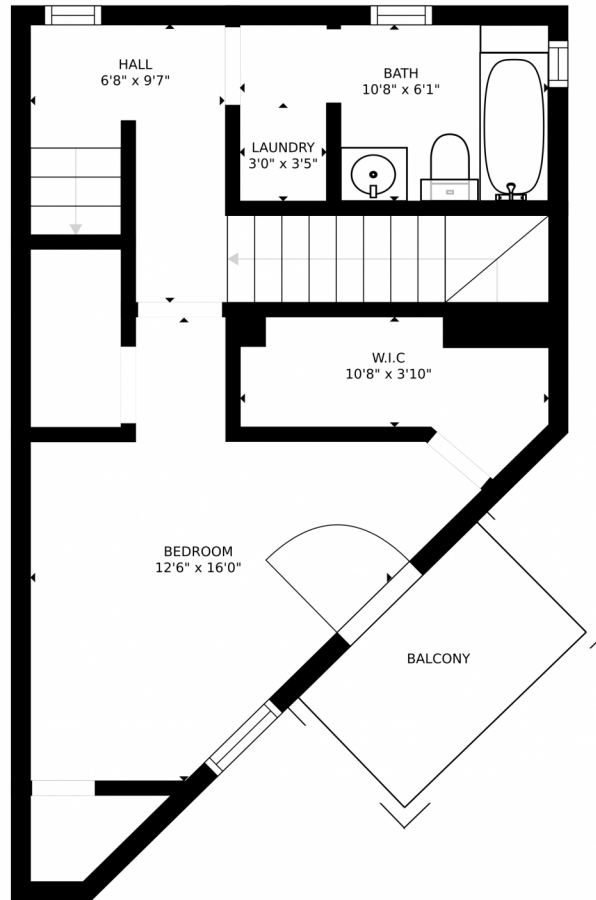 HALL
6'8" x 9'7"
BATH
10'8" x 6'1"
LAUNDRY
3'0" x 3'5"
W.I.C
10'8" x 3'10"
BEDROOM
12'6" x 16'0"
BALCONY